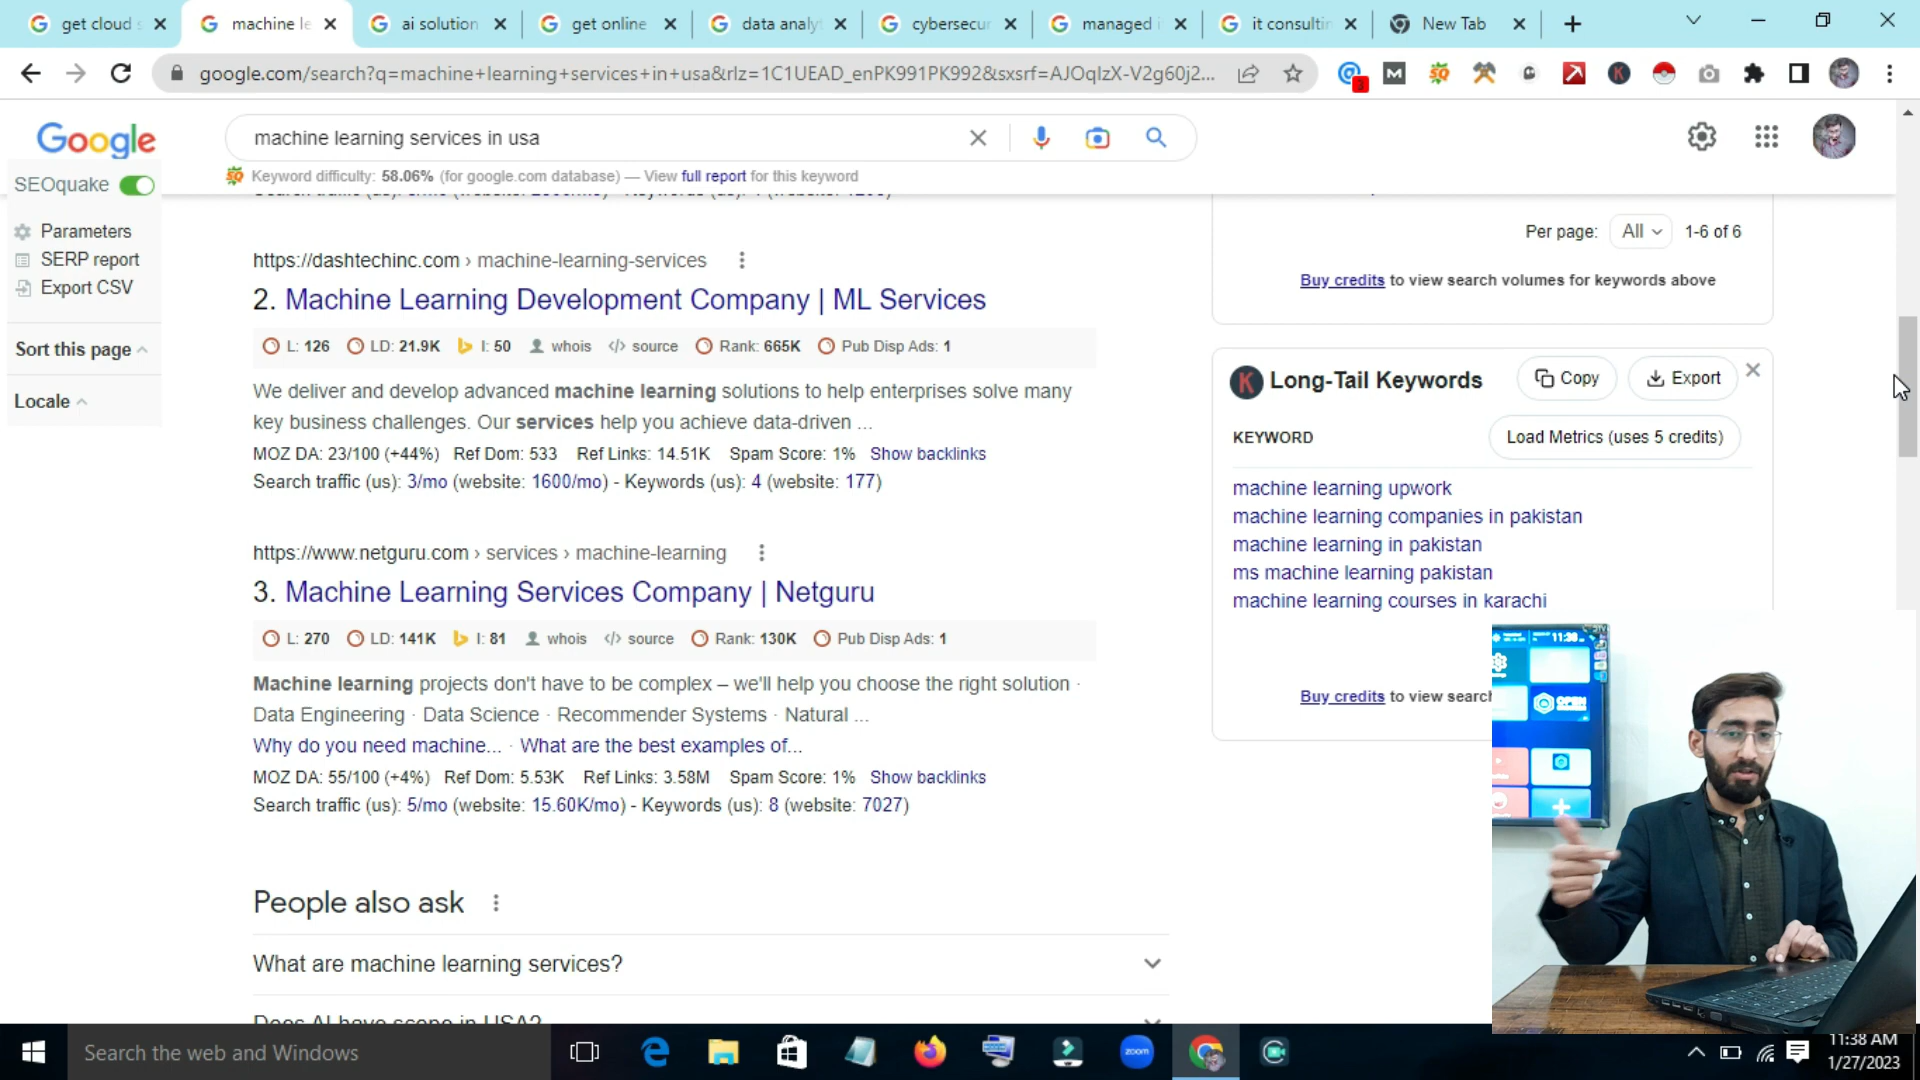 get cloud s
machine le
ai solution
get online
data analyt
cybersecur
managed i
it consultin
New Tab
google.com/search?q=machine+learning+services+in+usa&rlz=1C1UEAD_enPK991PK992&sxsrf=AJOqlzX-V2g60j2...
3
Google
machine learning services in usa
SEOquake
Keyword difficulty: 58.06% (for google.com database) — View full report for this keyword
Parameters
SERP report
Export CSV
Sort this page
Locale
https://dashtechinc.com › machine-learning-services
2. Machine Learning Development Company | ML Services
L: 126 LD: 21.9K I: 50 whois source Rank: 665K Pub Disp Ads: 1
We deliver and develop advanced machine learning solutions to help enterprises solve many
key business challenges. Our services help you achieve data-driven ...
MOZ DA: 23/100 (+44%) Ref Dom: 533 Ref Links: 14.51K Spam Score: 1% Show backlinks
Search traffic (us): 3/mo (website: 1600/mo) - Keywords (us): 4 (website: 177)
https://www.netguru.com › services › machine-learning
3. Machine Learning Services Company | Netguru
L: 270 LD: 141K I: 81 whois source Rank: 130K Pub Disp Ads: 1
Machine learning projects don't have to be complex – we'll help you choose the right solution ·
Data Engineering · Data Science · Recommender Systems · Natural ...
Why do you need machine... · What are the best examples of...
MOZ DA: 55/100 (+4%) Ref Dom: 5.53K Ref Links: 3.58M Spam Score: 1% Show backlinks
Search traffic (us): 5/mo (website: 15.60K/mo) - Keywords (us): 8 (website: 7027)
People also ask
What are machine learning services?
Does AI have scope in USA?
Per page: All 1-6 of 6
Buy credits to view search volumes for keywords above
Long-Tail Keywords
Copy
Export
KEYWORD
Load Metrics (uses 5 credits)
machine learning upwork
machine learning companies in pakistan
machine learning in pakistan
ms machine learning pakistan
machine learning courses in karachi
Buy credits to view search
11:38
OPEN
Search the web and Windows
zoom
11:38 AM
1/27/2023